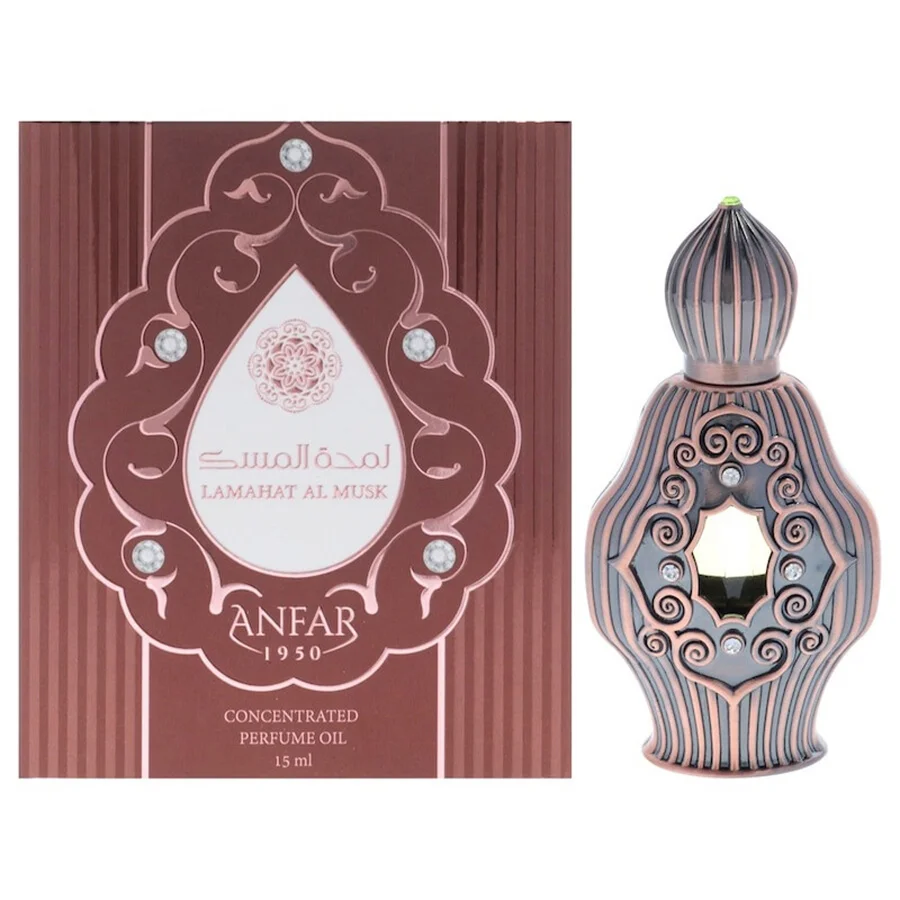 لمحة المسك
LAMAHAT AL MUSK
ANFAR
1950
CONCENTRATED
PERFUME OIL
15 ml